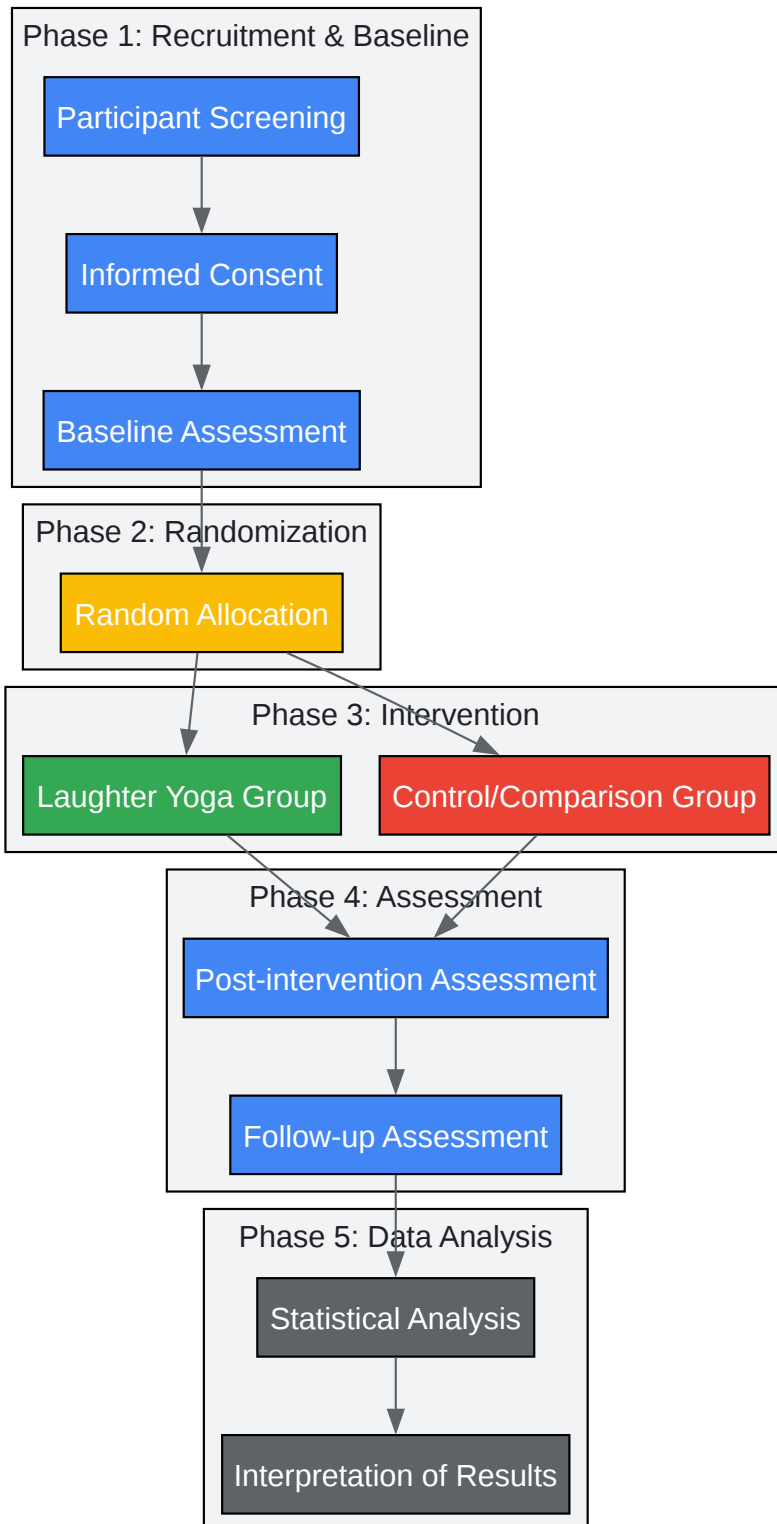 Phase 1: Recruitment & Baseline
Participant Screening
Informed Consent
Baseline Assessment
Phase 2: Randomization
Random Allocation
Phase 3: Intervention
Laughter Yoga Group
Control/Comparison Group
Phase 4: Assessment
Post-intervention Assessment
Follow-up Assessment
Phase 5: Data Analysis
Statistical Analysis
Interpretation of Results